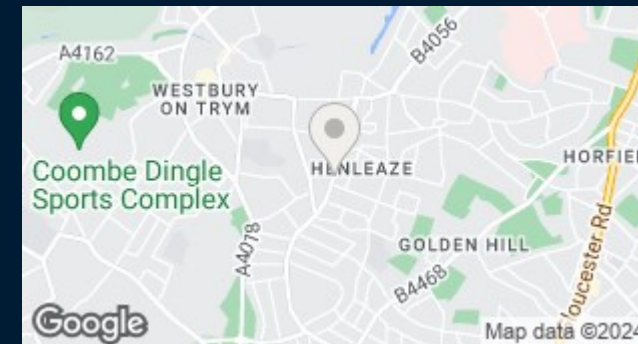 A4162
B4056
WESTBURY
ON TRYM
HENLEAZE
HORFIE
Coombe Dingle
Sports Complex
A4018
GOLDEN HILL
B4468
loucester Rd
Google
Map data ©2024